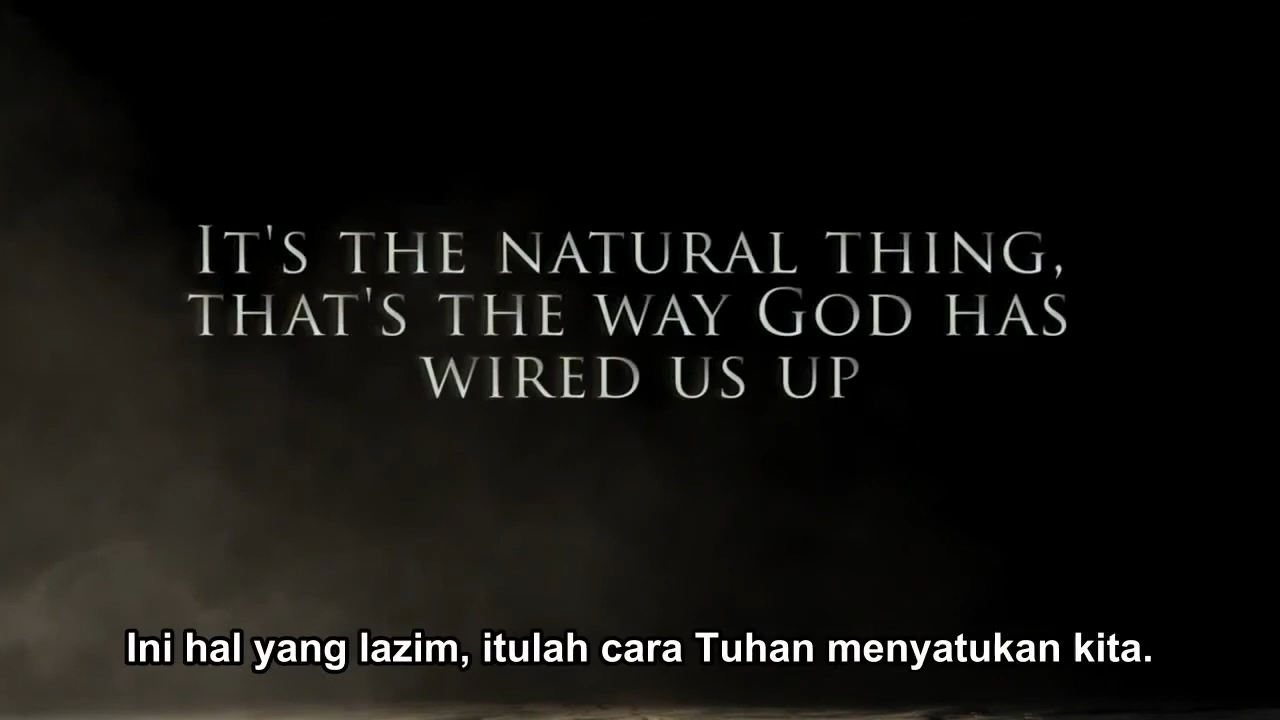 It's the natural thing,
that's the way God has
wired us up
Ini hal yang lazim, itulah cara Tuhan menyatukan kita.